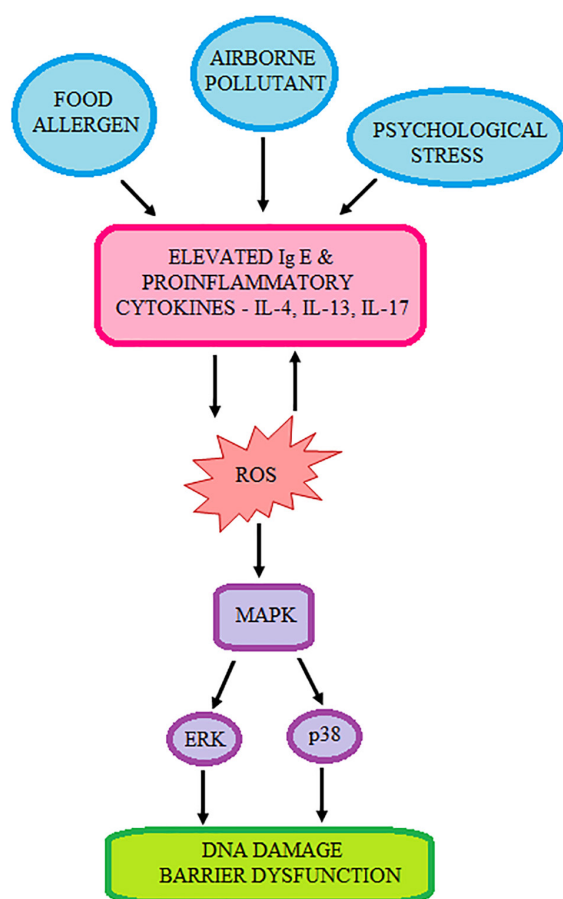 AIRBORNE
POLLUTANT
FOOD
ALLERGEN
PSYCHOLOGICAL
STRESS
ELEVATED Ig E &
PROINFLAMMATORY
CYTOKINES - IL-4, IL-13, IL-17
ROS
MAPK
ERK
p38
DNA DAMAGE
BARRIER DYSFUNCTION